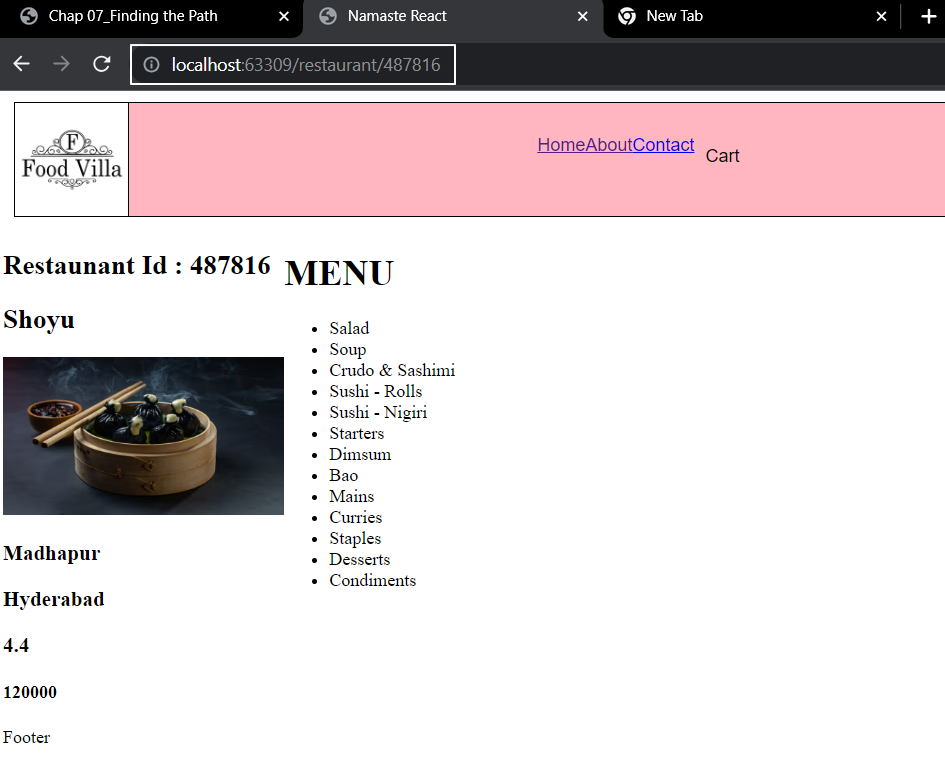 Chap 07_Finding the Path
Namaste React
New Tab
localhost:63309/restaurant/487816
F
Food Villa
HomeAboutContact
Cart
Restaunant Id : 487816
Shoyu
Madhapur
Hyderabad
4.4
120000
MENU
Salad
Soup
Crudo & Sashimi
Sushi - Rolls
Sushi - Nigiri
Starters
Dimsum
Bao
Mains
Curries
Staples
Desserts
Condiments
Footer